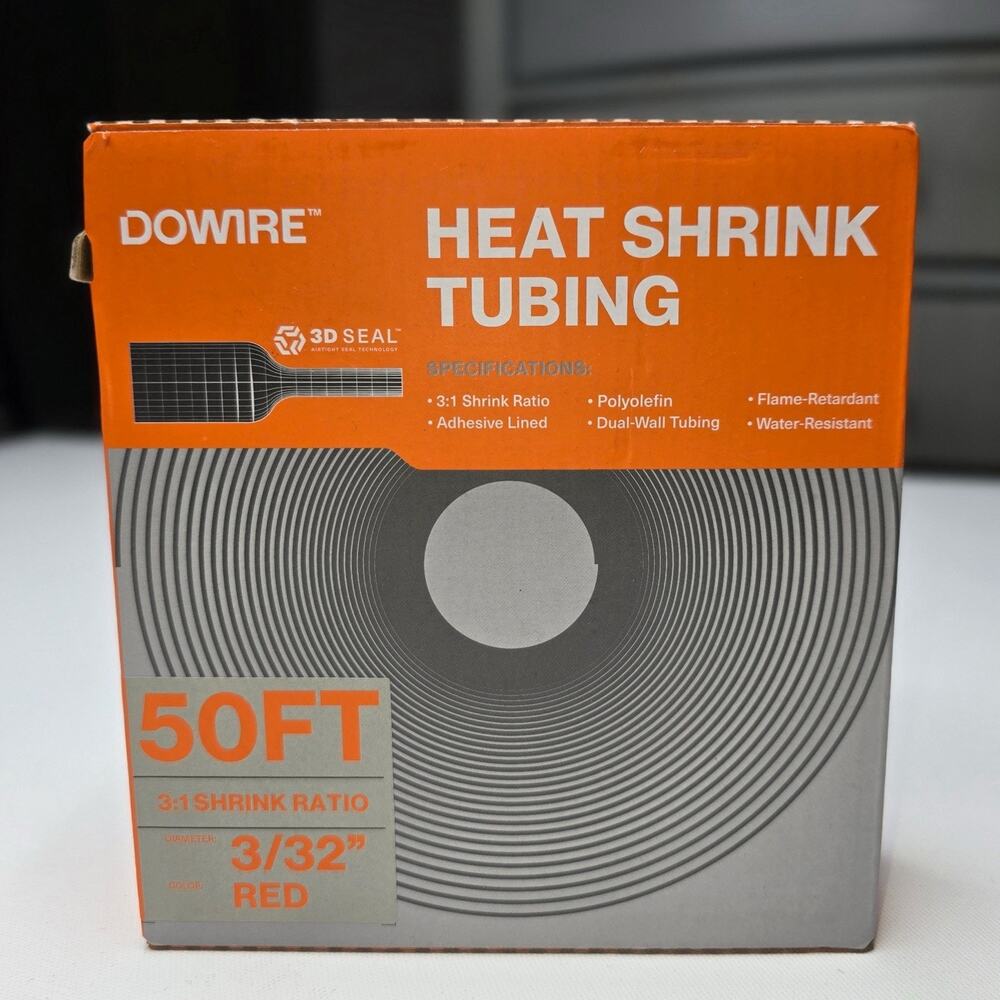 DOWIRE™
HEAT SHRINK
TUBING
3D SEAL™
AIRTIGHT SEAL TECHNOLOGY
SPECIFICATIONS:
• 3:1 Shrink Ratio
• Polyolefin
• Flame-Retardant
• Adhesive Lined
• Dual-Wall Tubing
• Water-Resistant
50FT
3:1 SHRINK RATIO
DIAMETER: 3/32”
COLOR: RED